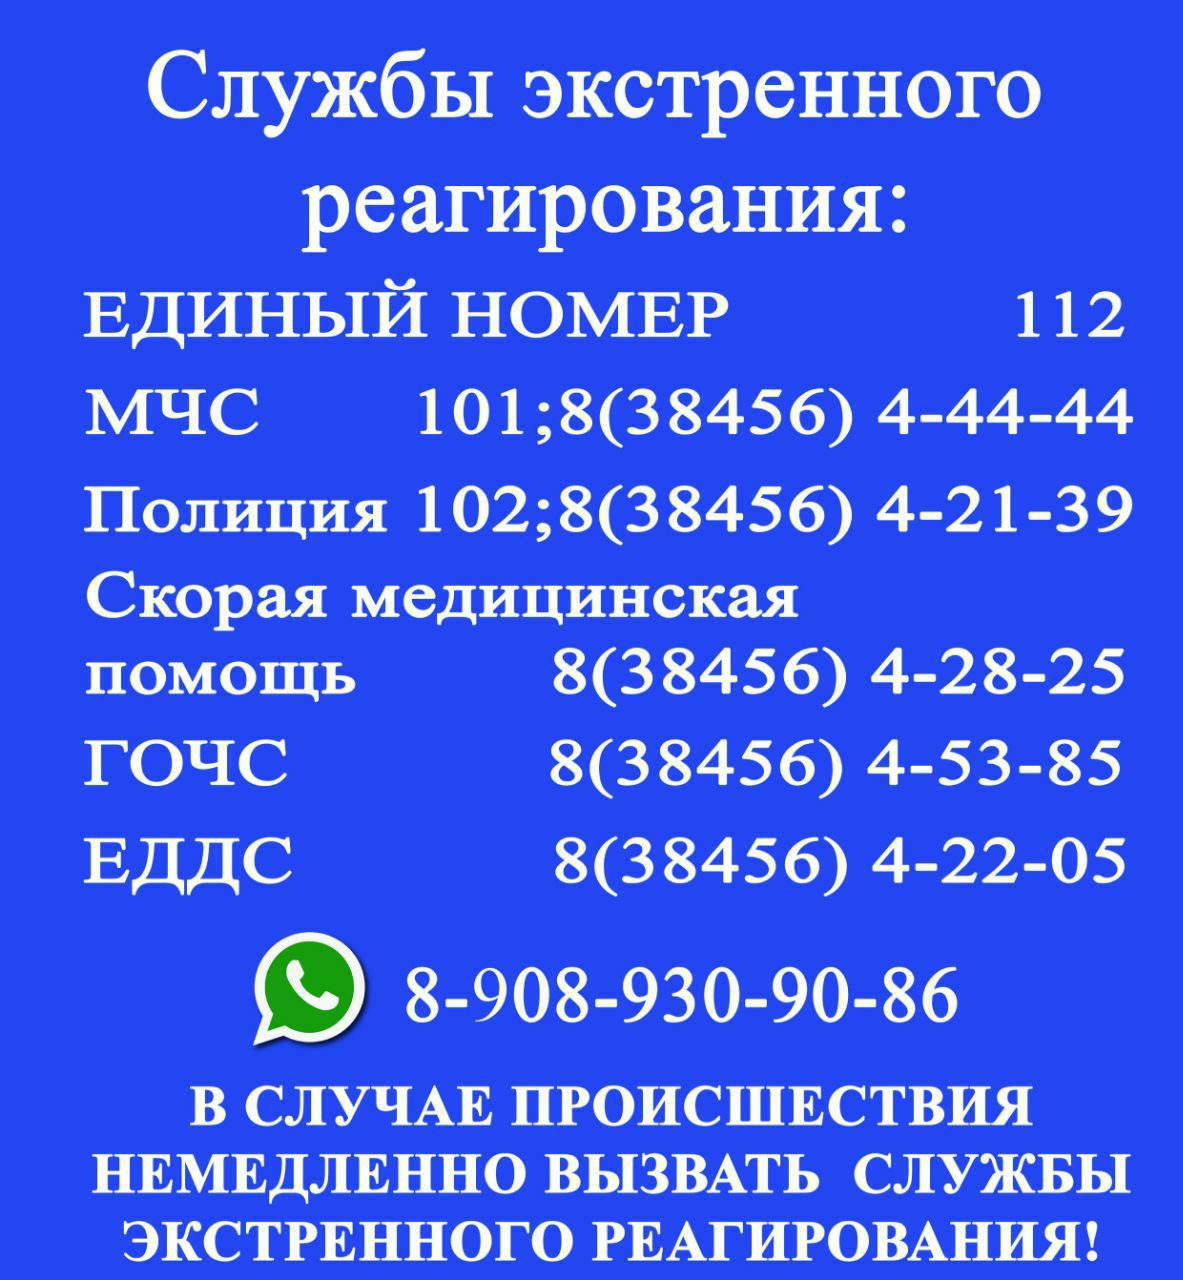 Службы экстренного
реагирования:
ЕДИНЫЙ НОМЕР 112
МЧС 101;8(38456) 4-44-44
Полиция 102;8(38456) 4-21-39
Скорая медицинская
помощь 8(38456) 4-28-25
ГОЧС 8(38456) 4-53-85
ЕДДС 8(38456) 4-22-05
8-908-930-90-86
В СЛУЧАЕ ПРОИСШЕСТВИЯ
НЕМЕДЛЕННО ВЫЗВАТЬ СЛУЖБЫ
ЭКСТРЕННОГО РЕАГИРОВАНИЯ!